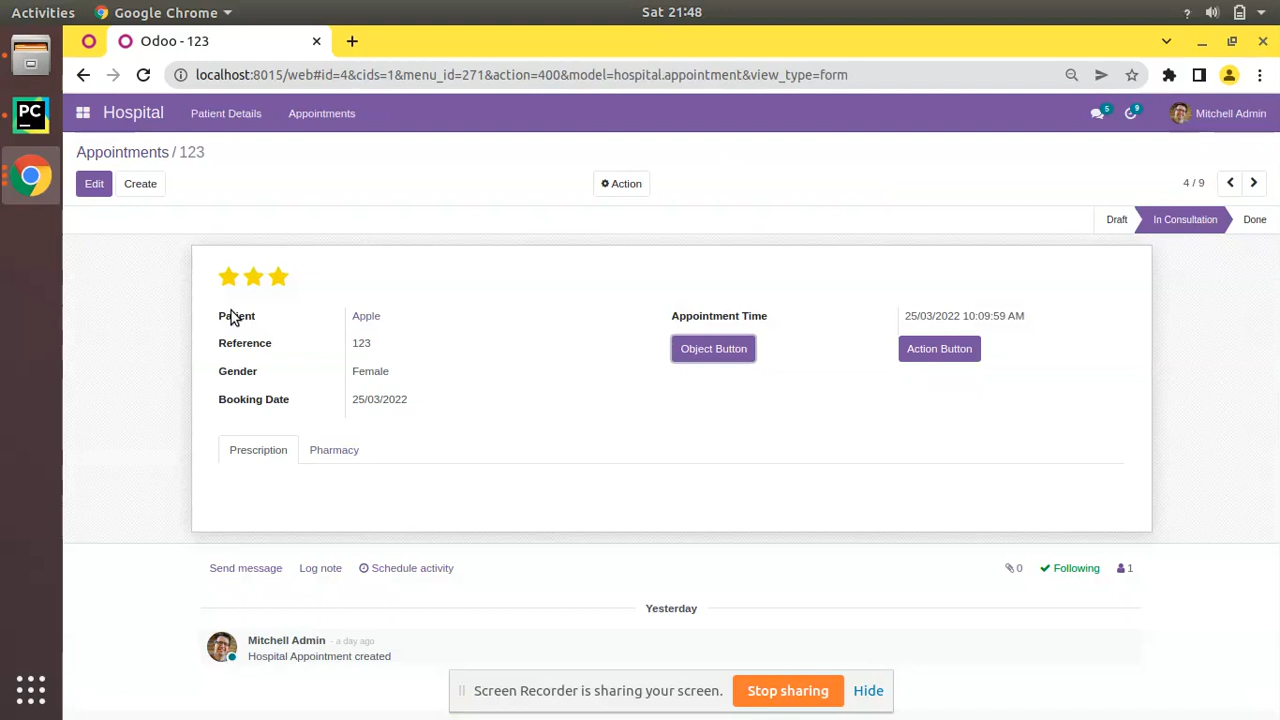 Activities Google Chrome Sat 21:48 ?
Odoo - 123
localhost:8015/web#id=4&cids=1&menu_id=271&action=400&model=hospital.appointment&view_type=form
PC
Hospital Patient Details Appointments 5 9 Mitchell Admin
Appointments / 123
Edit Create Action 4 / 9
Draft In Consultation Done
Patient Apple Appointment Time 25/03/2022 10:09:59 AM
Reference 123 Object Button Action Button
Gender Female
Booking Date 25/03/2022
Prescription Pharmacy
Send message Log note Schedule activity 0 Following 1
Yesterday
Mitchell Admin - a day ago
Hospital Appointment created
Screen Recorder is sharing your screen. Stop sharing Hide